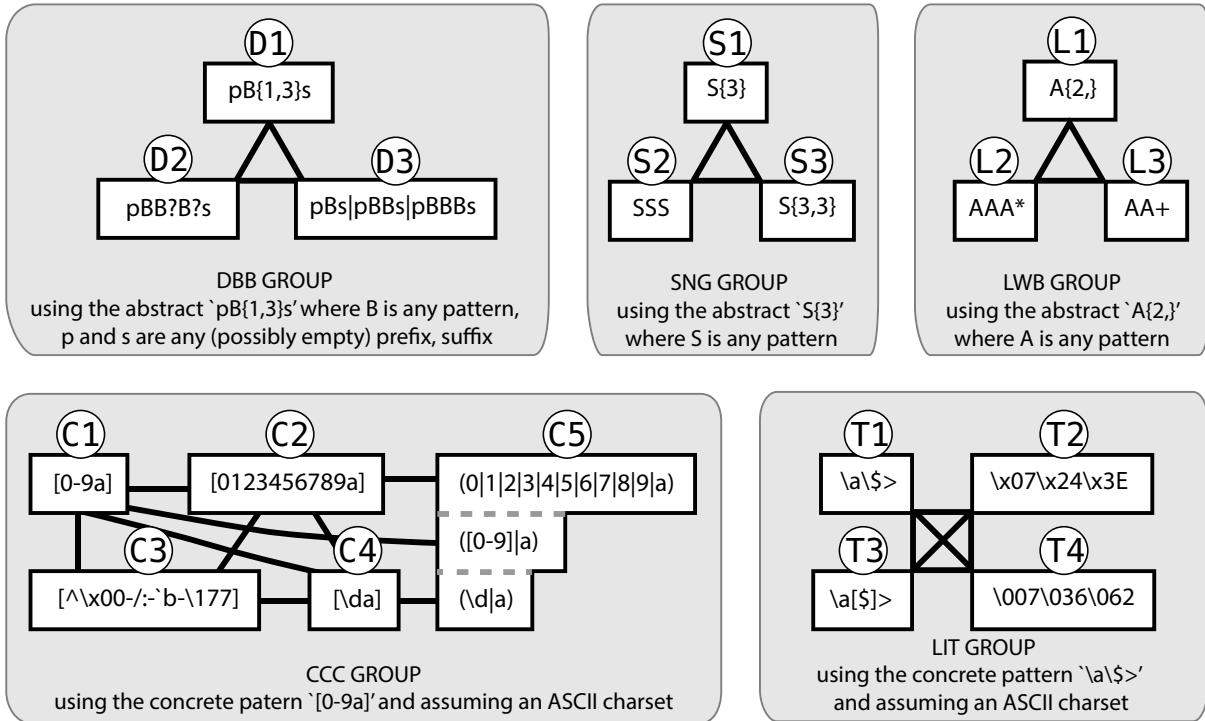 D1
pB{1,3}s
D2
D3
pBB?B?s
pBs|pBBs|pBBBs
DBB GROUP
using the abstract `pB{1,3}s’ where B is any pattern,
p and s are any (possibly empty) prefix, suffix
S1
S{3}
S2
S3
SSS
S{3,3}
SNG GROUP
using the abstract `S{3}’
where S is any pattern
L1
A{2,}
L2
L3
AAA*
AA+
LWB GROUP
using the abstract `A{2,}’
where A is any pattern
C1
C2
C5
[0-9a]
[0123456789a]
(0|1|2|3|4|5|6|7|8|9|a)
([0-9]|a)
C3
C4
[^\x00-/:-`b-\177]
[\da]
(\d|a)
CCC GROUP
using the concrete patern `[0-9a]’ and assuming an ASCII charset
T1
T2
\a\$>
\x07\x24\x3E
T3
T4
\a[$]>
\007\036\062
LIT GROUP
using the concrete pattern `\a\$>’
and assuming an ASCII charset